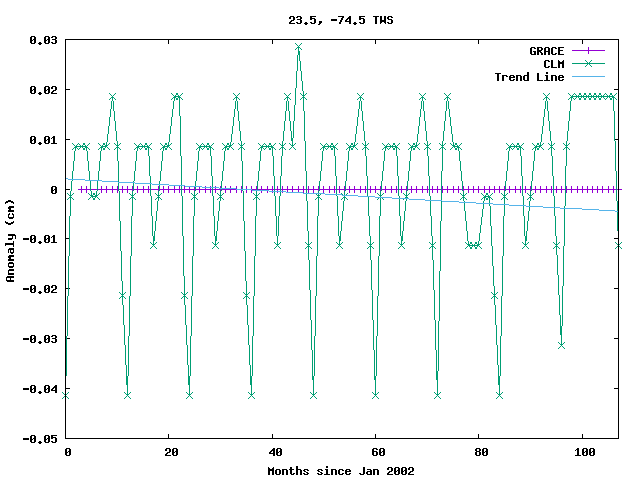 23.5, -74.5 TWS
GRACE
CLM
Trend Line
0.03
0.02
0.01
0
-0.01
-0.02
-0.03
-0.04
-0.05
Anomaly (cm)
0 20 40 60 80 100
Months since Jan 2002